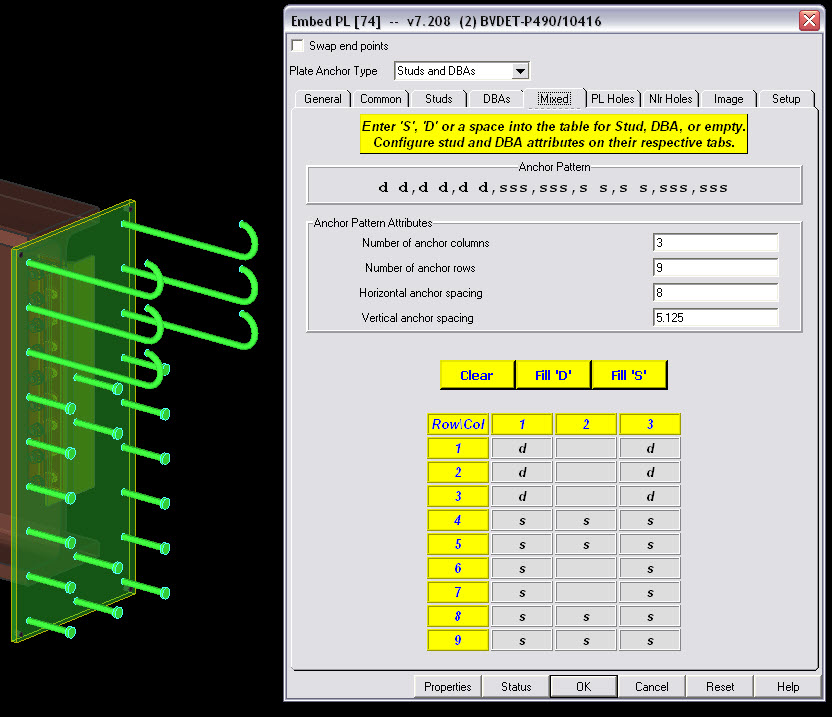 Embed PL [74] -- v7.208 (2) BVDET-P490/10416
Swap end points
Plate Anchor Type Studs and DBAs
General Common Studs DBAs Mixed PL Holes Nlr Holes Image Setup
Enter 'S', 'D' or a space into the table for Stud, DBA, or empty.
Configure stud and DBA attributes on their respective tabs.
Anchor Pattern
d d,d d,d d,sss,sss,s s,s s,sss,sss
Anchor Pattern Attributes
Number of anchor columns 3
Number of anchor rows 9
Horizontal anchor spacing 8
Vertical anchor spacing 5.125
Clear Fill 'D' Fill 'S'
Row\Col 1 2 3
1 d d
2 d d
3 d d
4 s s s
5 s s s
6 s s
7 s s
8 s s s
9 s s s
Properties Status OK Cancel Reset Help